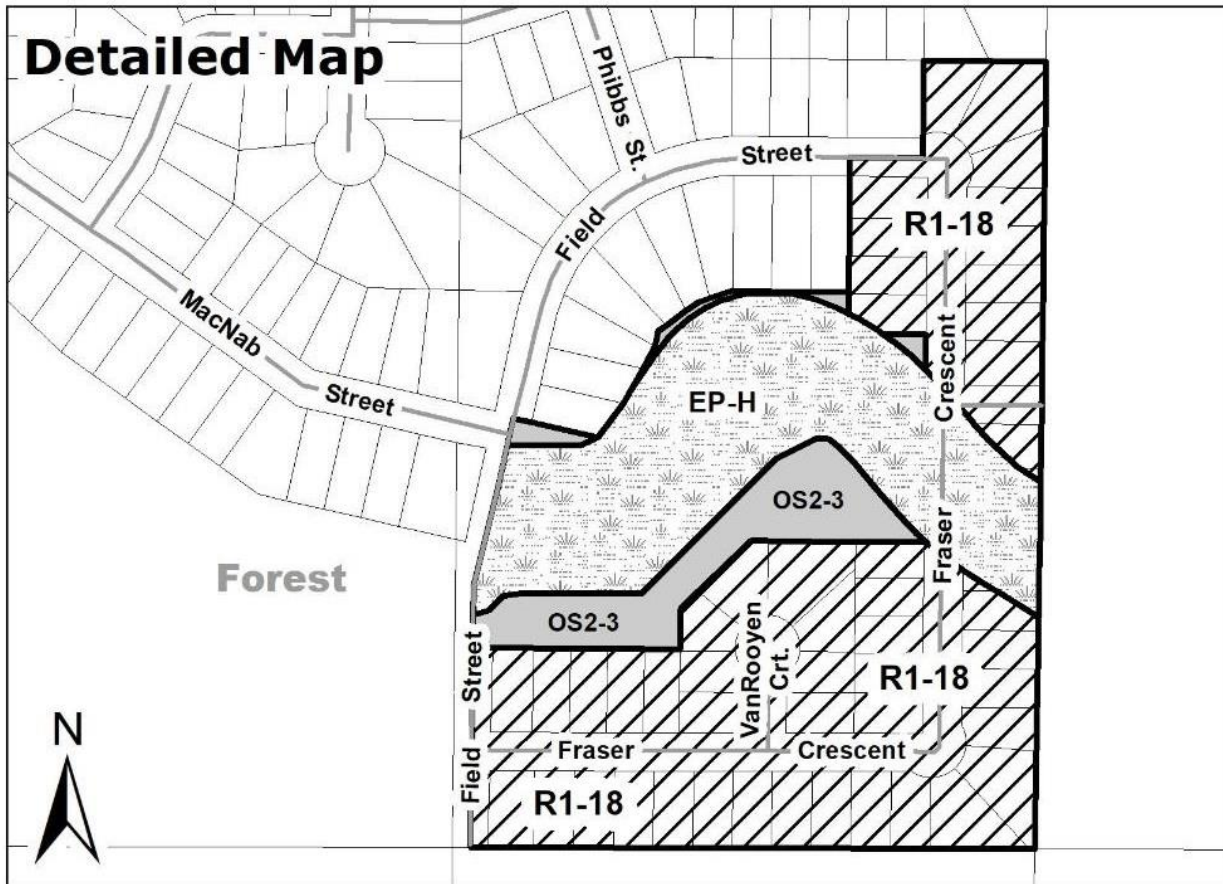 Detailed Map
Phibbs St.
Street
Field
R1-18
MacNab
Street
Crescent
EP-H
OS2-3
Fraser
Forest
OS2-3
Street
VanRooyen
Crt.
R1-18
N
Field
Fraser
Crescent
R1-18